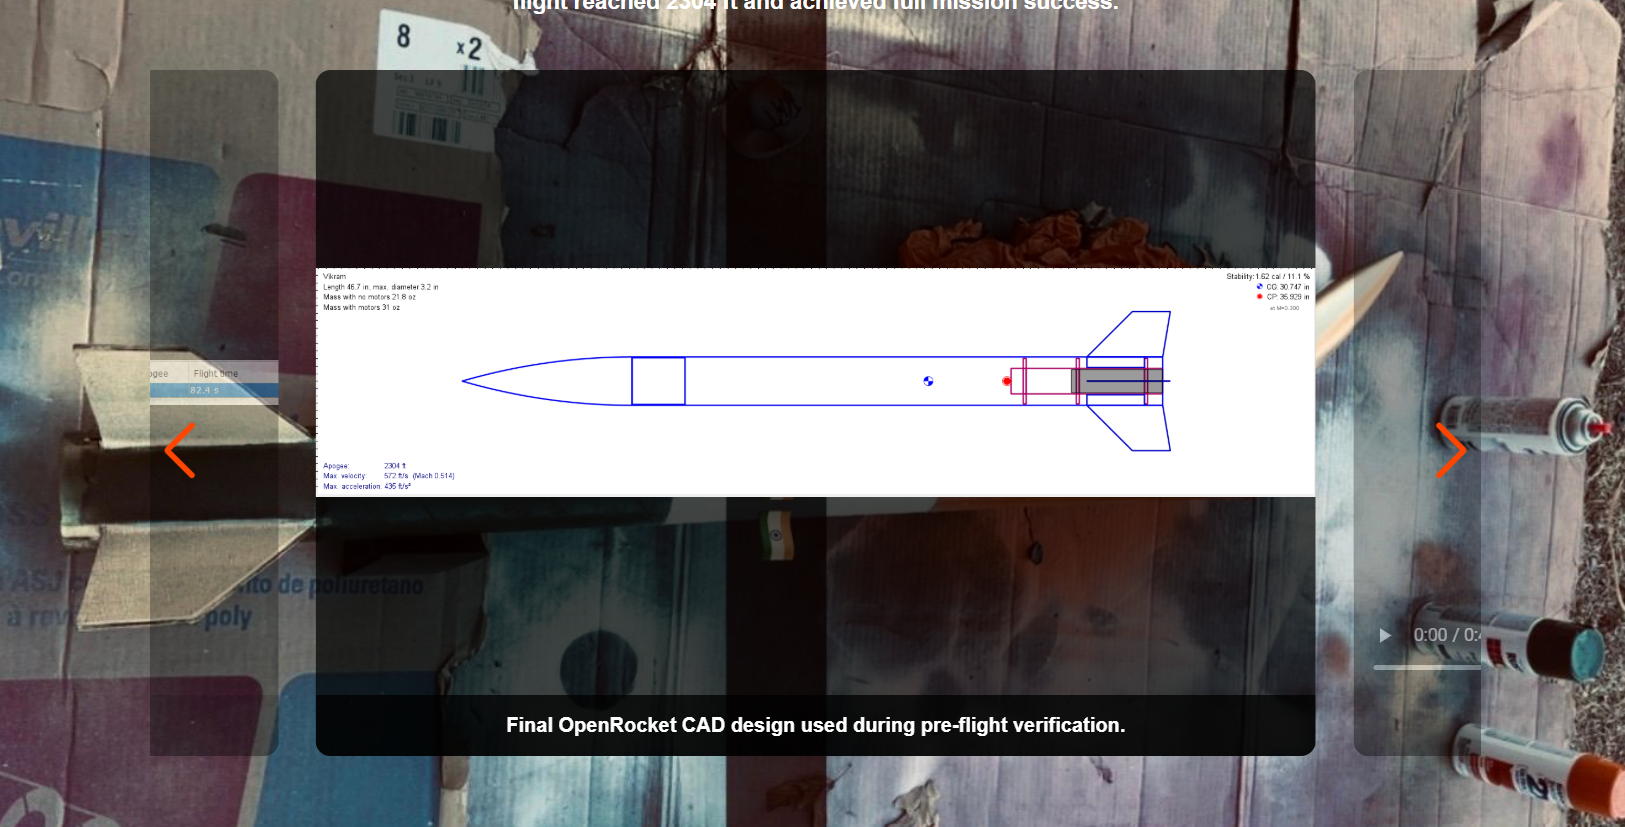 flight reached 2304 ft and achieved full mission success.
8 x2
Vikram
Length 46.7 in, max. diameter 3.2 in
Mass with no motors 21.8 oz
Mass with motors 31 oz
Stability: 1.62 cal / 11.1 %
CG: 30.747 in
CP: 35.929 in
at M=0.300
ogee Flight time
82.4 s
Apogee: 2304 ft
Max. velocity: 572 ft/s (Mach 0.514)
Max. acceleration: 435 ft/s²
ito de poliuretano
à rev
poly
0:00 / 0:4
Final OpenRocket CAD design used during pre-flight verification.